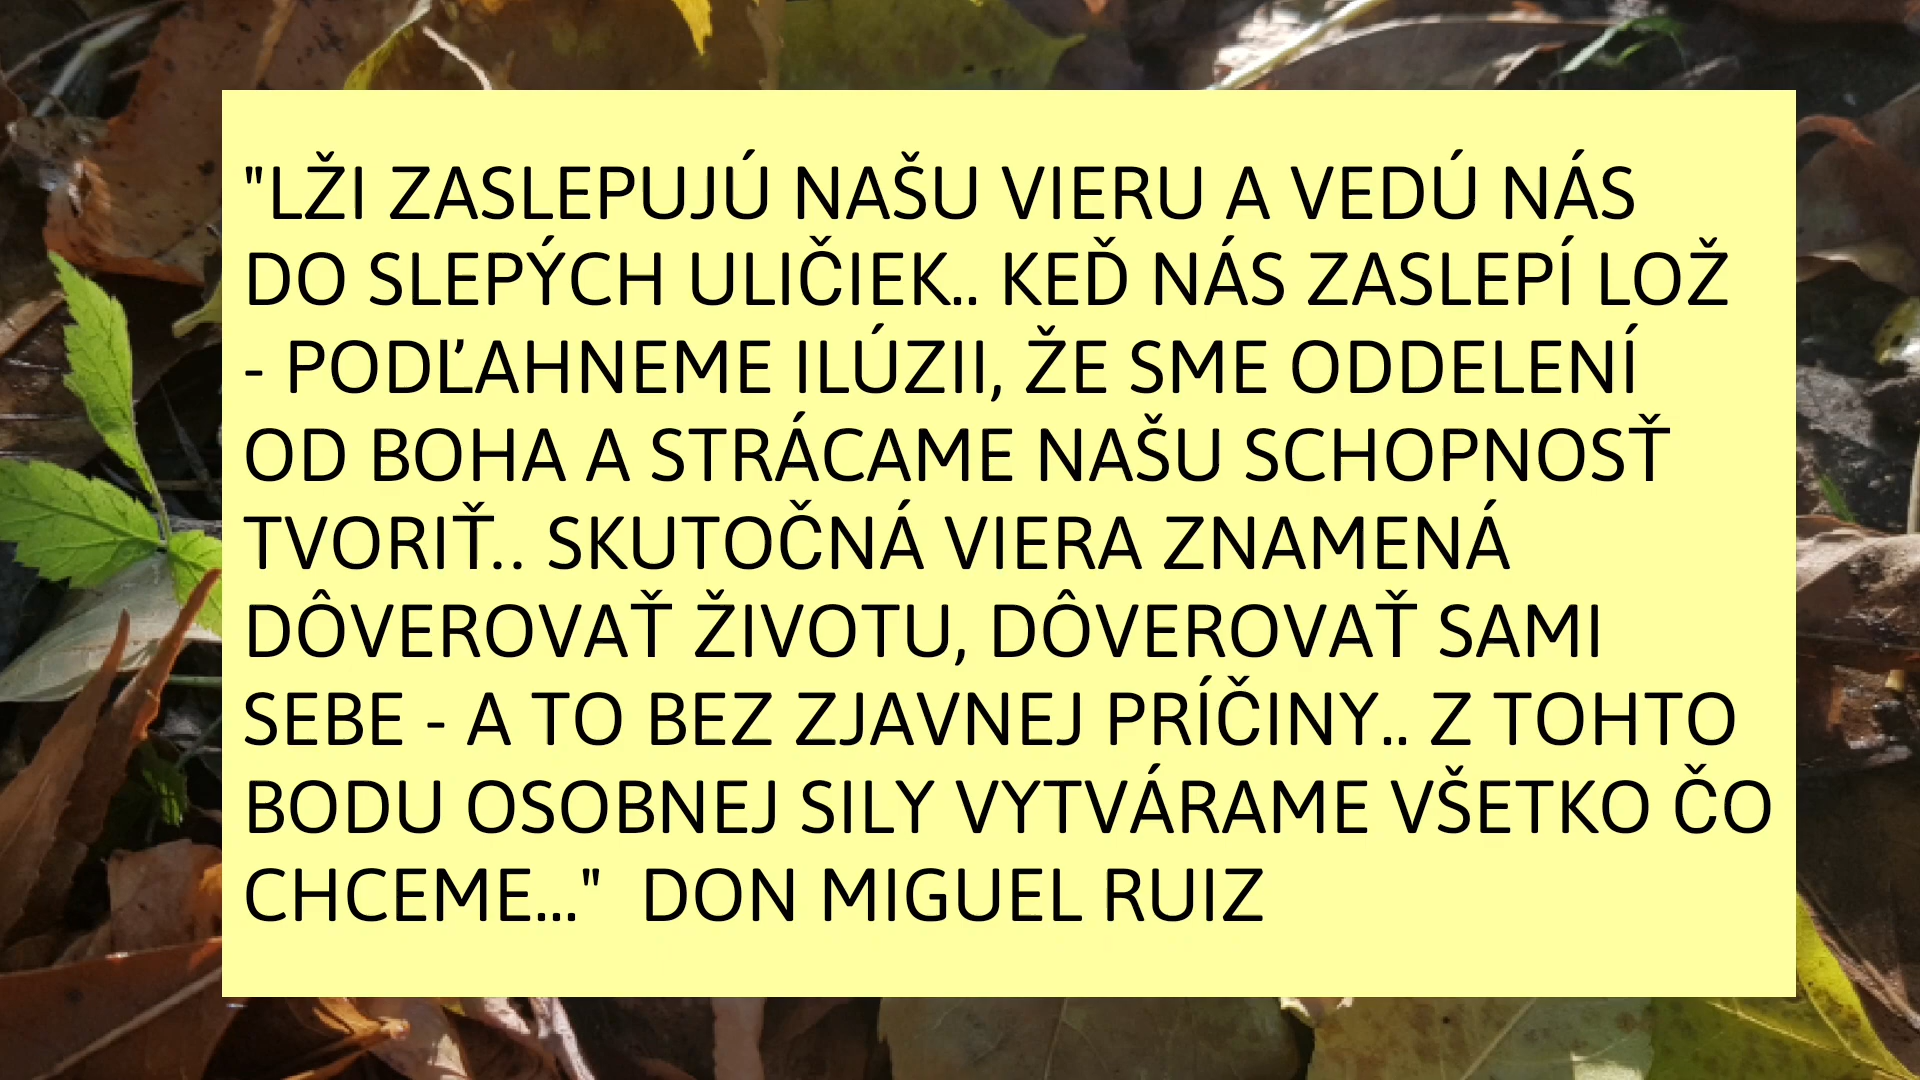 "LŽI ZASLEPUJÚ NAŠU VIERU A VEDÚ NÁS
DO SLEPÝCH ULIČIEK.. KEĎ NÁS ZASLEPÍ LOŽ
- PODĽAHNEME ILÚZII, ŽE SME ODDELENÍ
OD BOHA A STRÁCAME NAŠU SCHOPNOSŤ
TVORIŤ.. SKUTOČNÁ VIERA ZNAMENÁ
DÔVEROVAŤ ŽIVOTU, DÔVEROVAŤ SAMI
SEBE - A TO BEZ ZJAVNEJ PRÍČINY.. Z TOHTO
BODU OSOBNEJ SILY VYTVÁRAME VŠETKO ČO
CHCEME..."  DON MIGUEL RUIZ